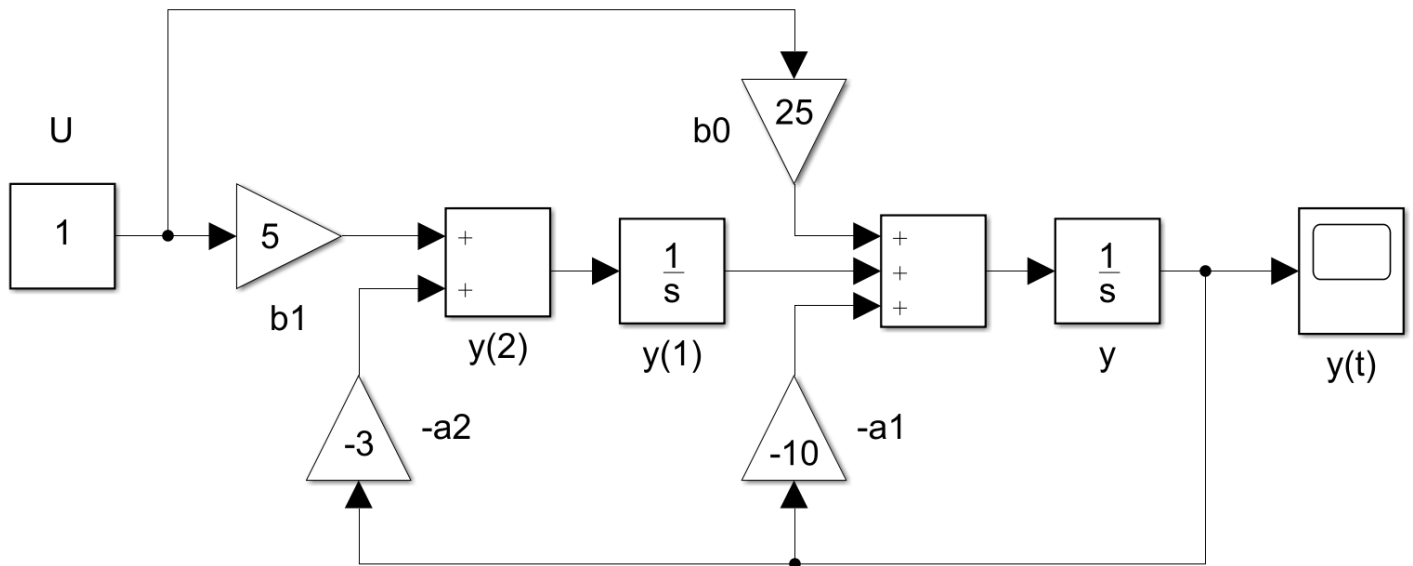 U
1
5
b1
b0
25
+
+
y(2)
1
s
y(1)
+
+
+
1
s
y
y(t)
-3
-a2
-10
-a1